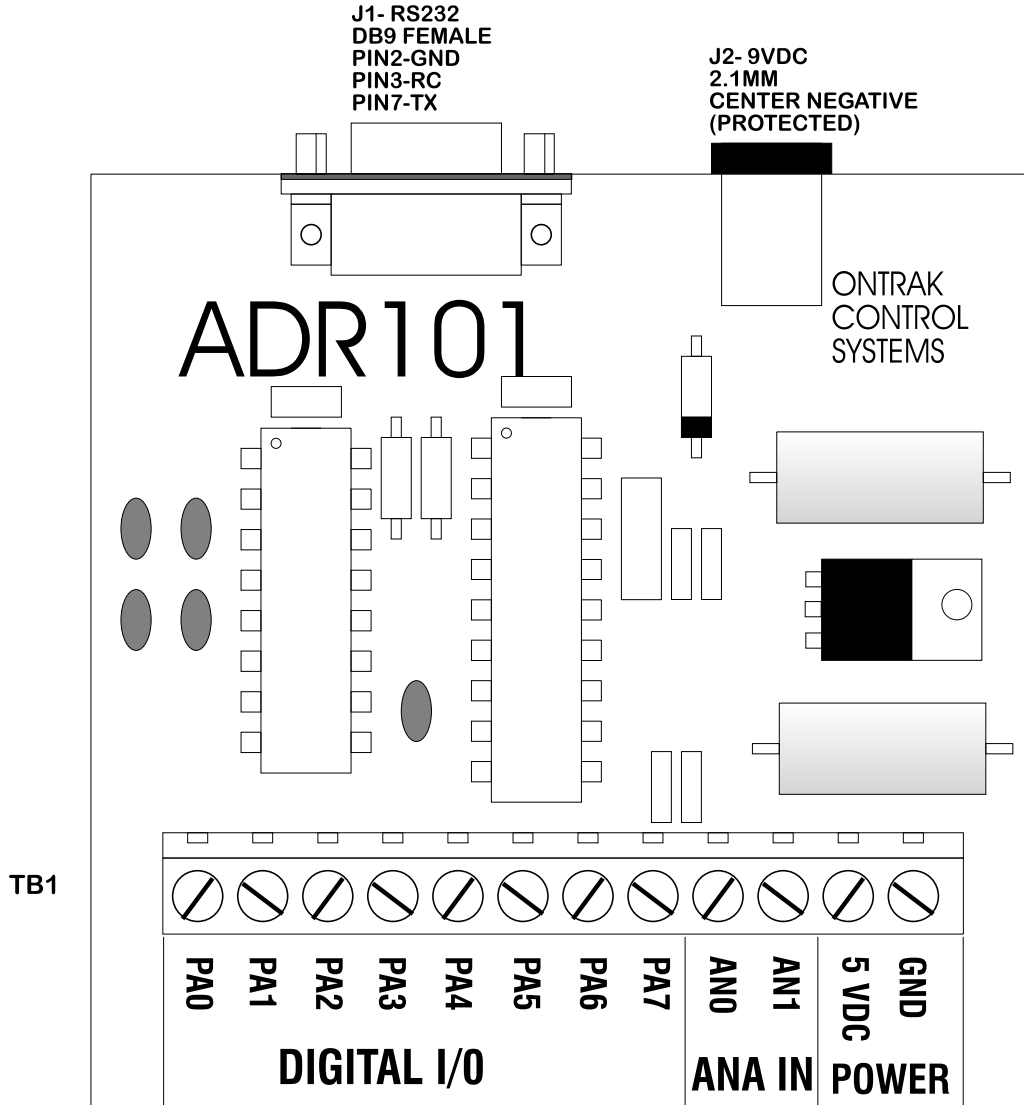 J1- RS232
DB9 FEMALE
PIN2-GND
PIN3-RC
PIN7-TX
J2- 9VDC
2.1MM
CENTER NEGATIVE
(PROTECTED)
ONTRAK
CONTROL
SYSTEMS
ADR101
TB1
PA0 PA1 PA2 PA3 PA4 PA5 PA6 PA7 AN0 AN1 5 VDC GND
DIGITAL I/0 ANA IN POWER